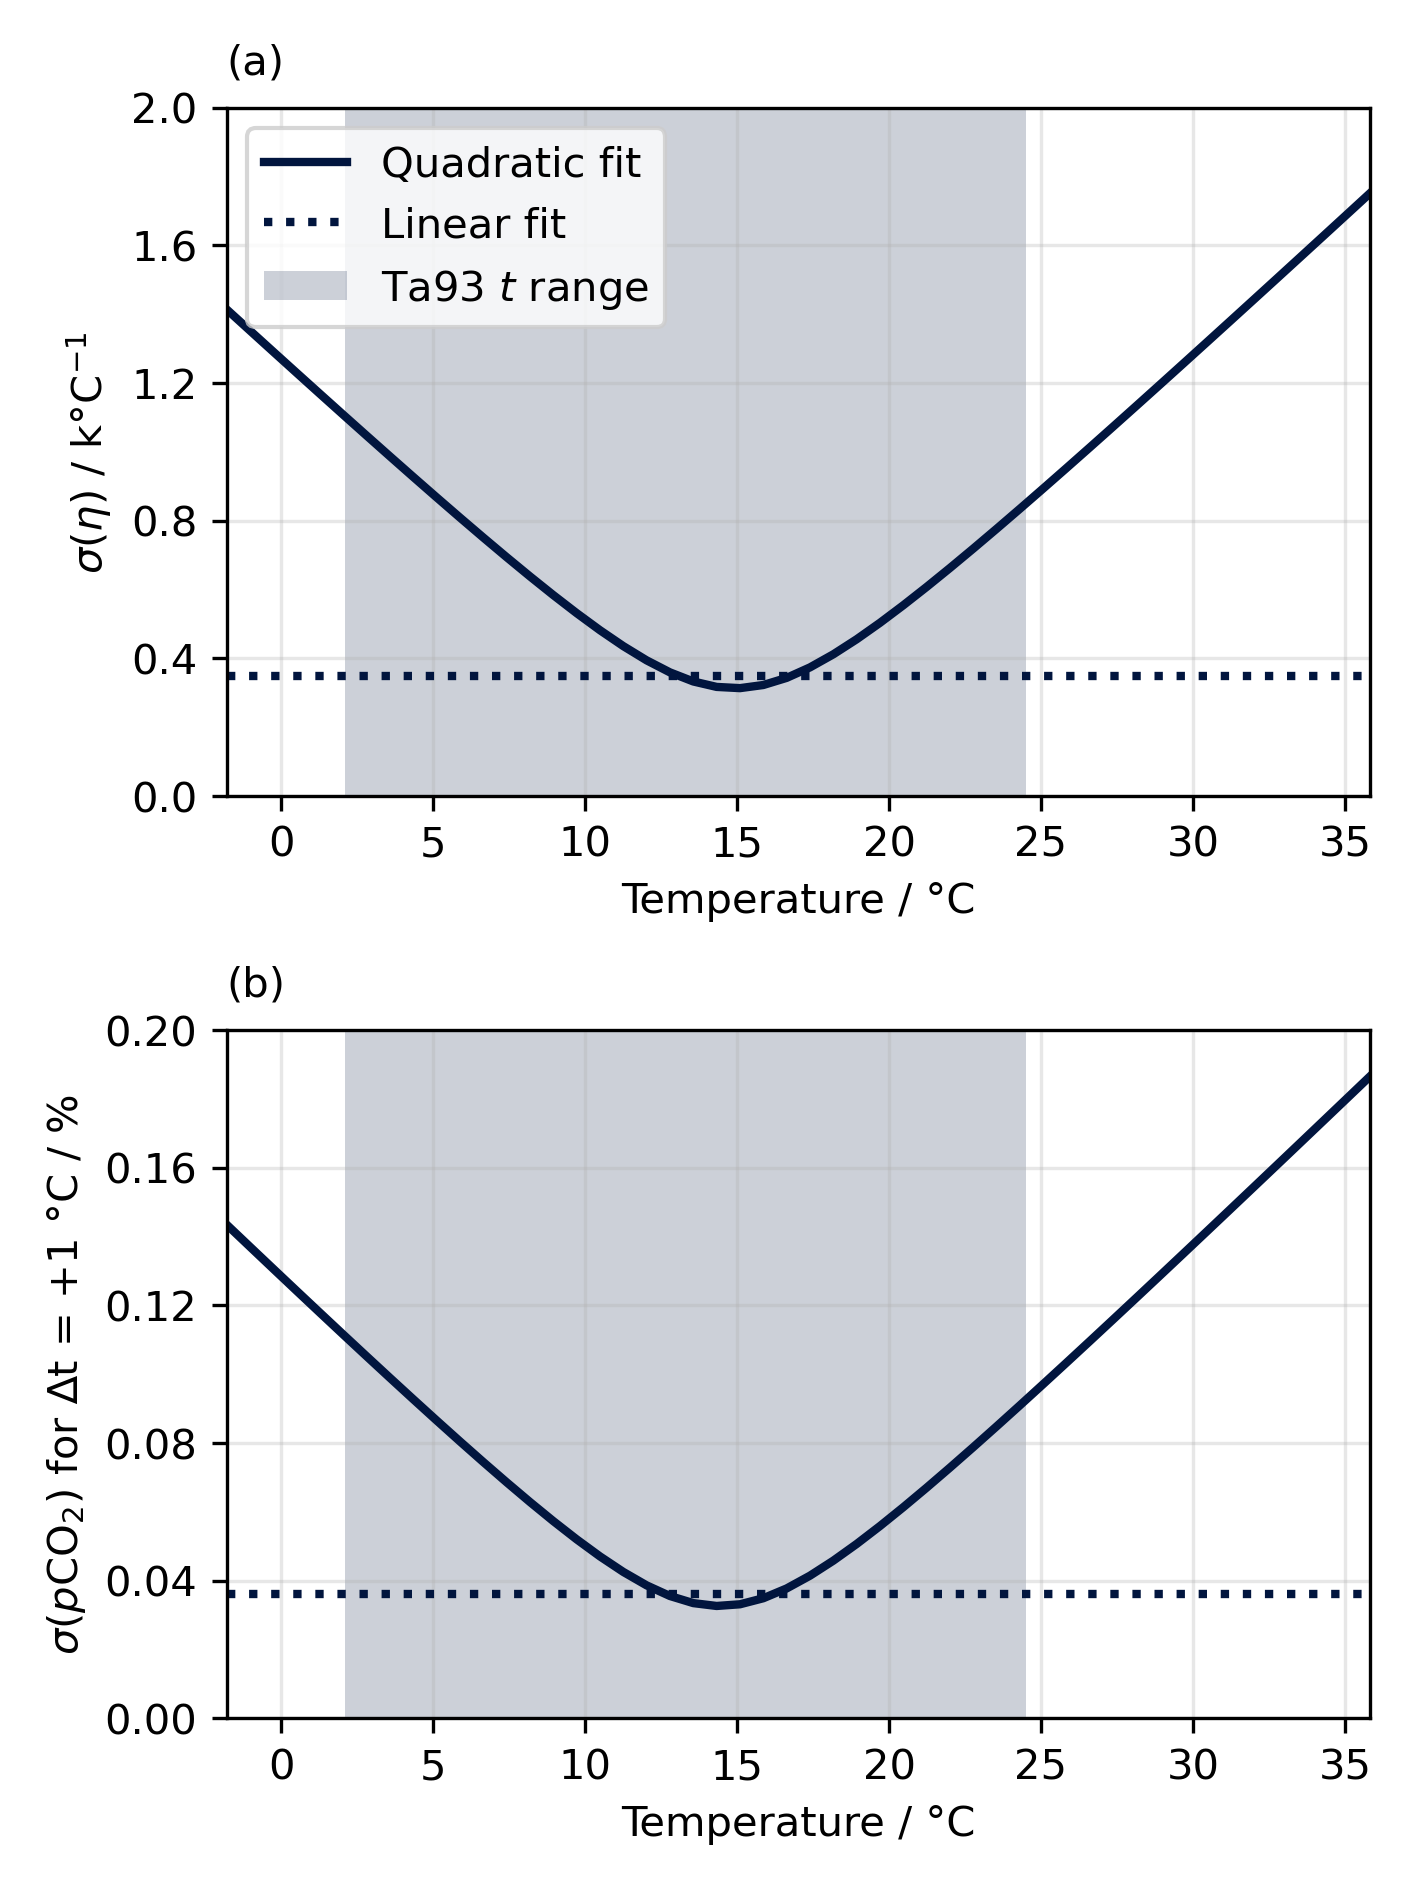 (a)
2.0
1.6
1.2
0.8
0.4
0.0
σ(η) / k°C⁻¹
Quadratic fit
Linear fit
Ta93 t range
0 5 10 15 20 25 30 35
Temperature / °C
(b)
0.20
0.16
0.12
0.08
0.04
0.00
σ(pCO₂) for Δt = +1 °C / %
0 5 10 15 20 25 30 35
Temperature / °C